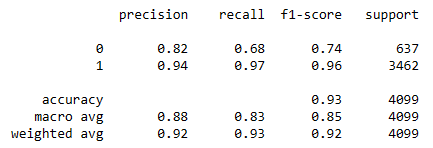 precision recall f1-score support
0 0.82 0.68 0.74 637
1 0.94 0.97 0.96 3462
accuracy 0.93 4099
macro avg 0.88 0.83 0.85 4099
weighted avg 0.92 0.93 0.92 4099